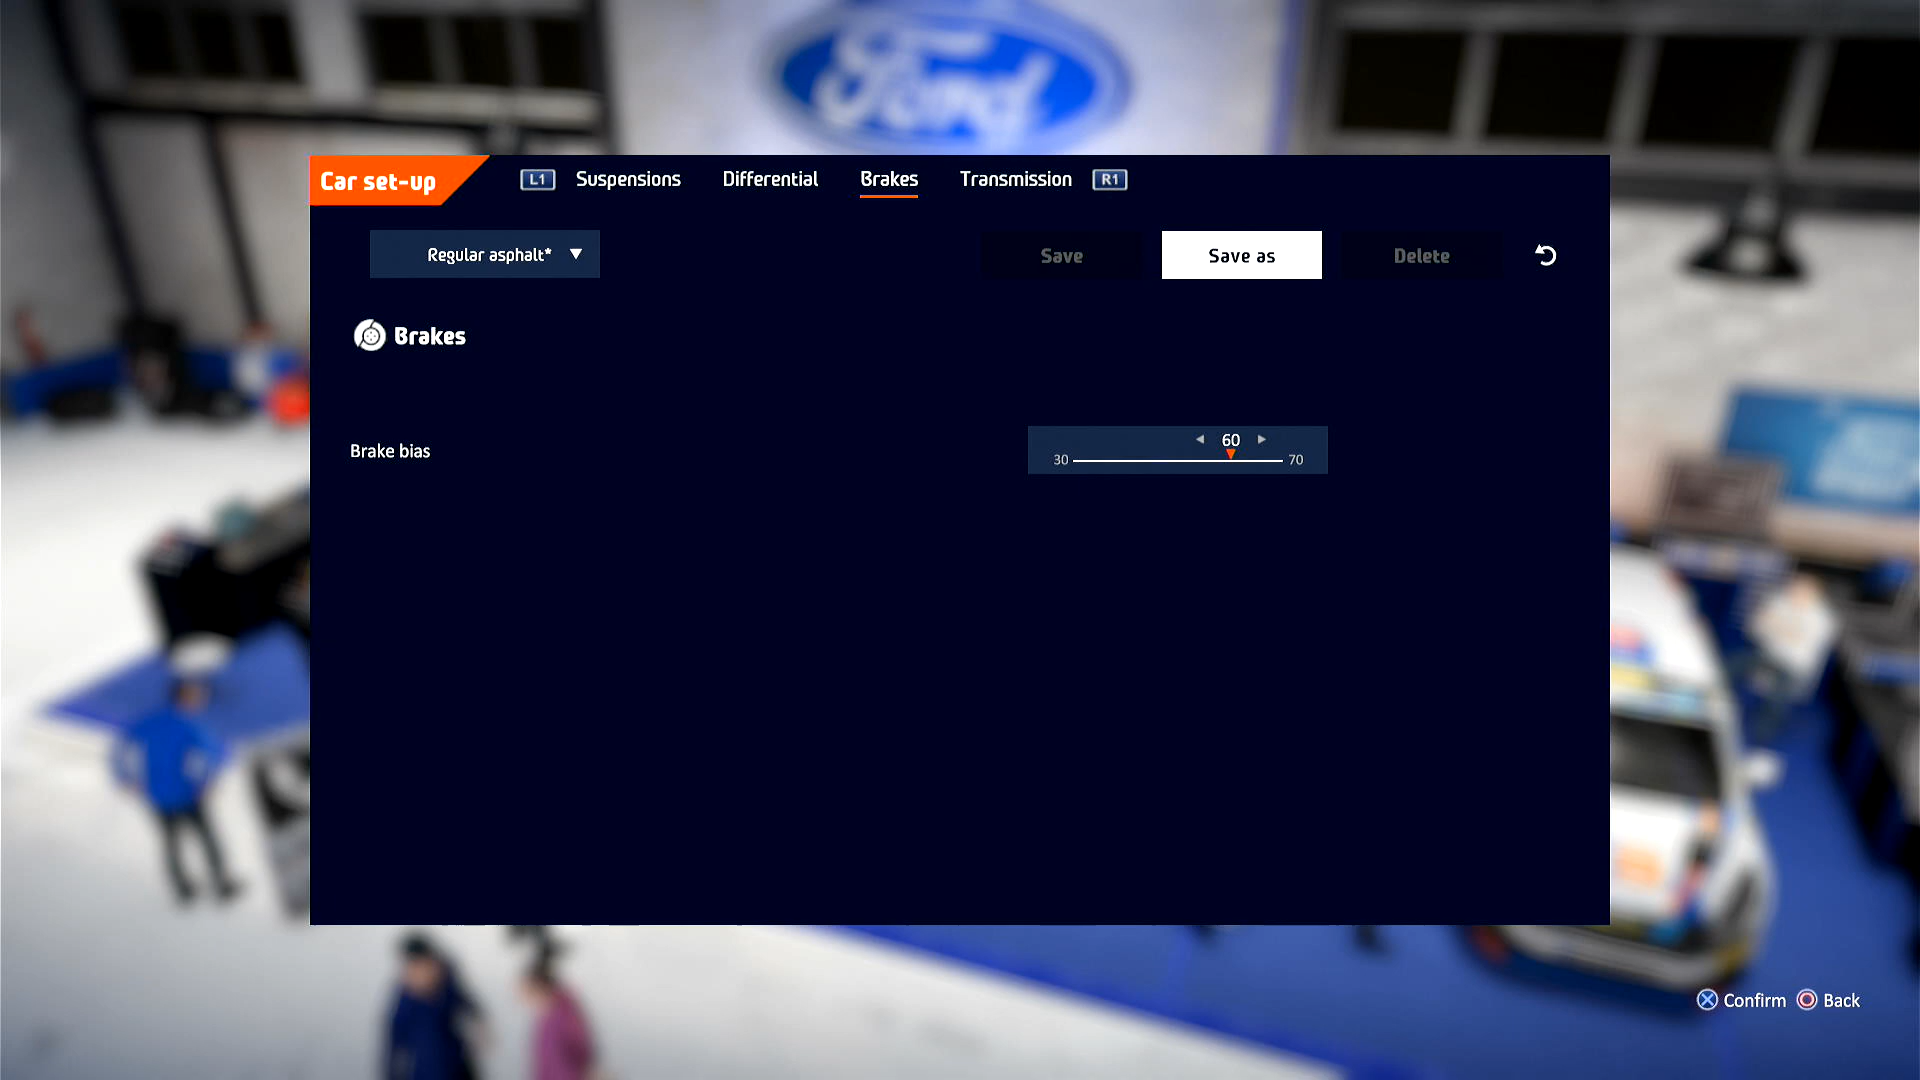 Ford
Car set-up
L1 Suspensions Differential Brakes Transmission R1
Regular asphalt* Save Save as Delete
Brakes
Brake bias
60
30 70
Confirm Back